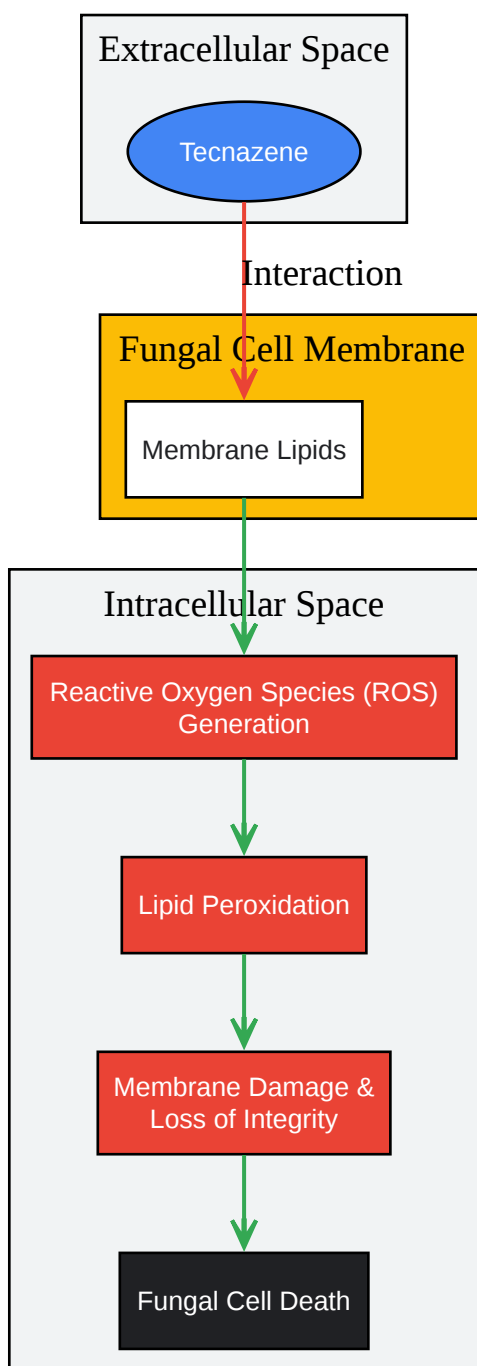 Extracellular Space
Tecnazene
Interaction
Fungal Cell Membrane
Membrane Lipids
Intracellular Space
Reactive Oxygen Species (ROS)
Generation
Lipid Peroxidation
Membrane Damage &
Loss of Integrity
Fungal Cell Death